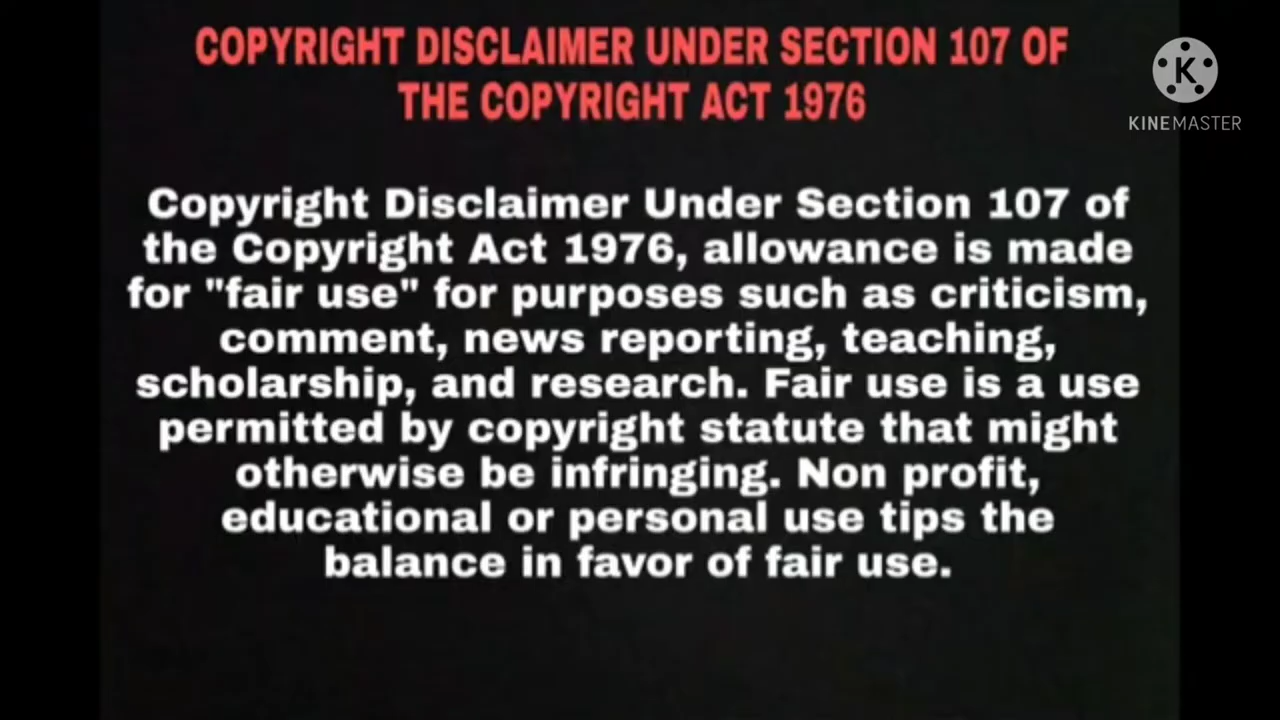 COPYRIGHT DISCLAIMER UNDER SECTION 107 OF
THE COPYRIGHT ACT 1976
K
KINEMASTER
Copyright Disclaimer Under Section 107 of
the Copyright Act 1976, allowance is made
for "fair use" for purposes such as criticism,
comment, news reporting, teaching,
scholarship, and research. Fair use is a use
permitted by copyright statute that might
otherwise be infringing. Non profit,
educational or personal use tips the
balance in favor of fair use.